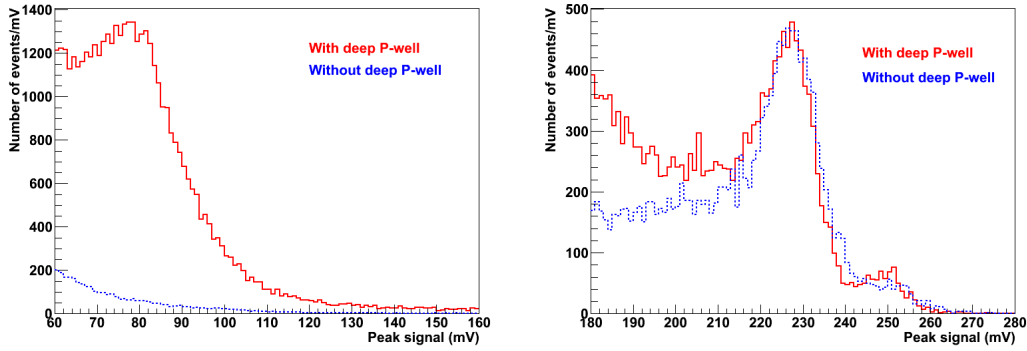 Number of events/mV
1400
1200
1000
800
600
400
200
0
With deep P-well
Without deep P-well
60 70 80 90 100 110 120 130 140 150 160
Peak signal (mV)
Number of events/mV
500
400
300
200
100
0
With deep P-well
Without deep P-well
180 190 200 210 220 230 240 250 260 270 280
Peak signal (mV)